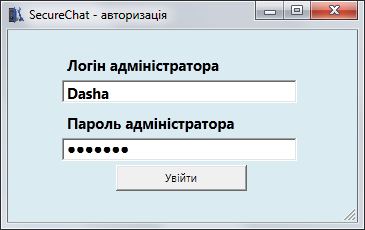 SecureChat - авторизація
Логін адміністратора
Dasha
Пароль адміністратора
●●●●●●●
Увійти